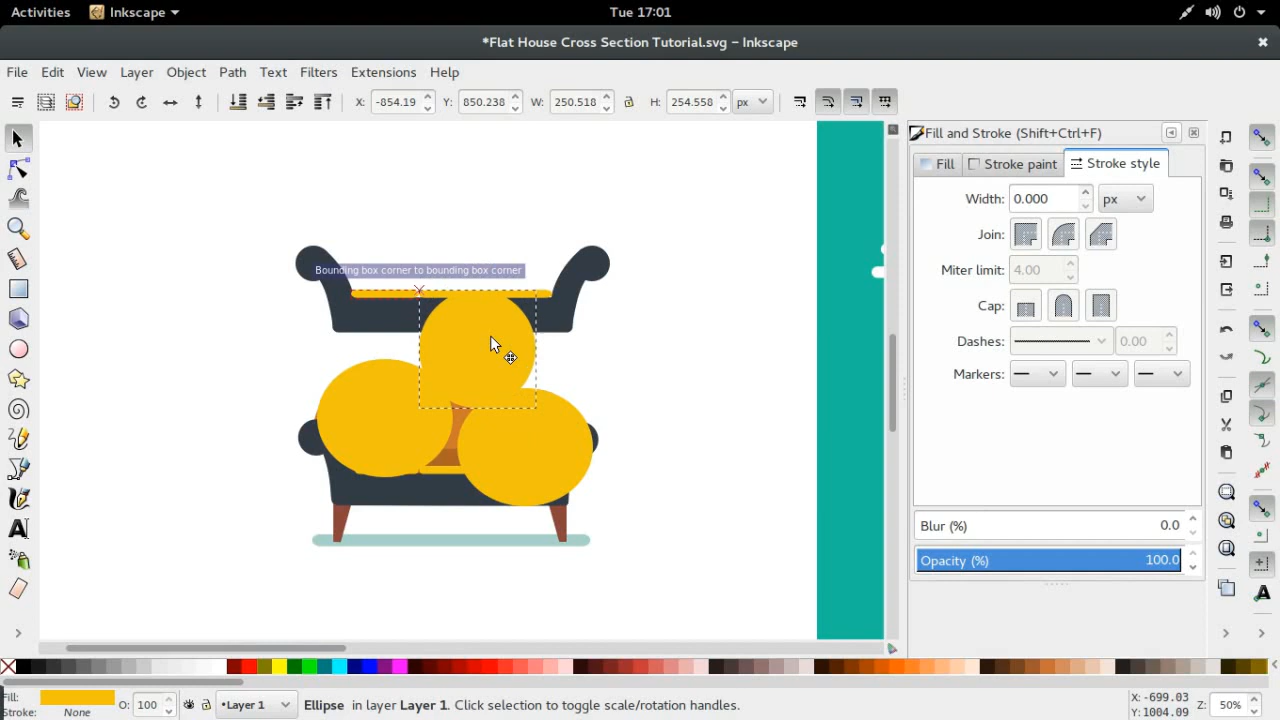 Activities Inkscape Tue 17:01
*Flat House Cross Section Tutorial.svg – Inkscape
File Edit View Layer Object Path Text Filters Extensions Help
X: -854.19 Y: 850.238 W: 250.518 H: 254.558 px
Fill and Stroke (Shift+Ctrl+F)
Fill Stroke paint Stroke style
Width: 0.000 px
Join:
Bounding box corner to bounding box corner
Miter limit: 4.00
Cap:
Dashes: 0.00
Markers:
Blur (%) 0.0
Opacity (%) 100.0
Fill: O: 100 •Layer 1 Ellipse in layer Layer 1. Click selection to toggle scale/rotation handles. X: -699.03 Z: 50%
Stroke: None Y: 1004.09